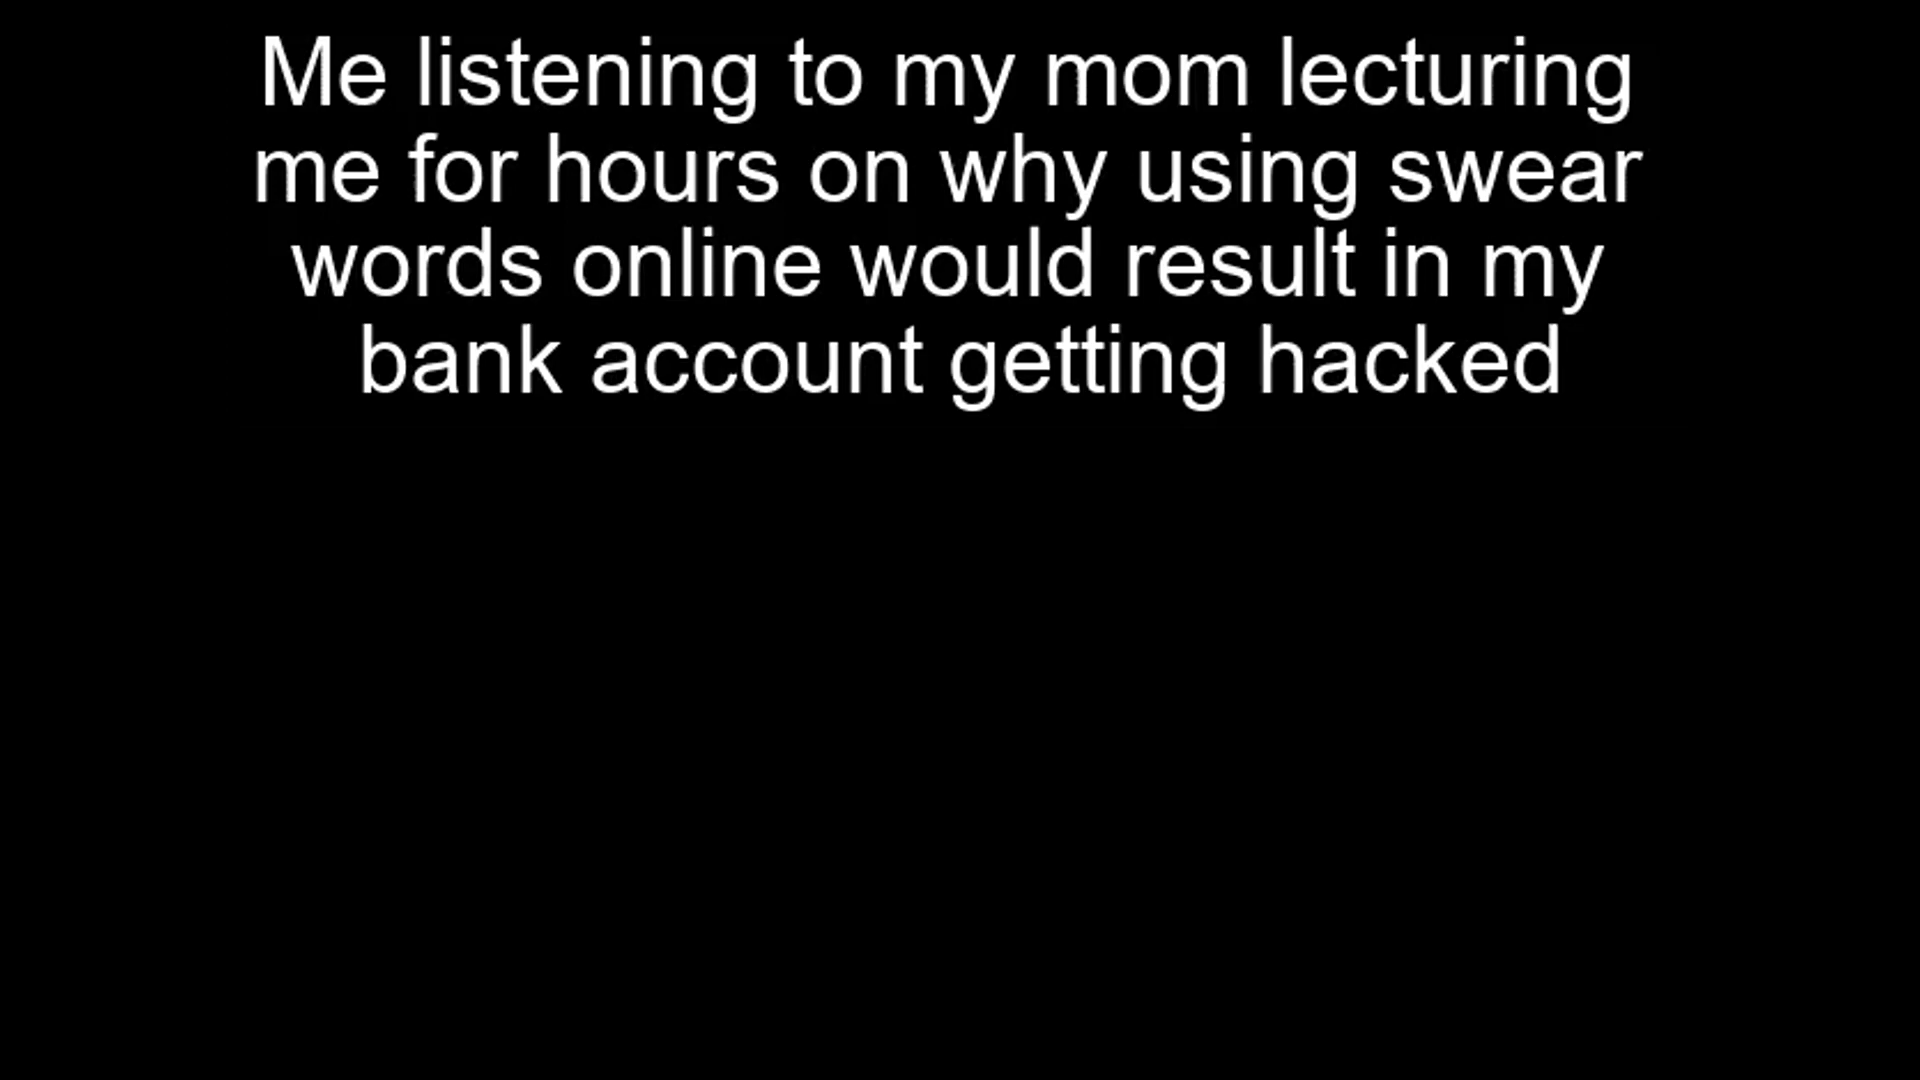 Me listening to my mom lecturing
me for hours on why using swear
words online would result in my
bank account getting hacked